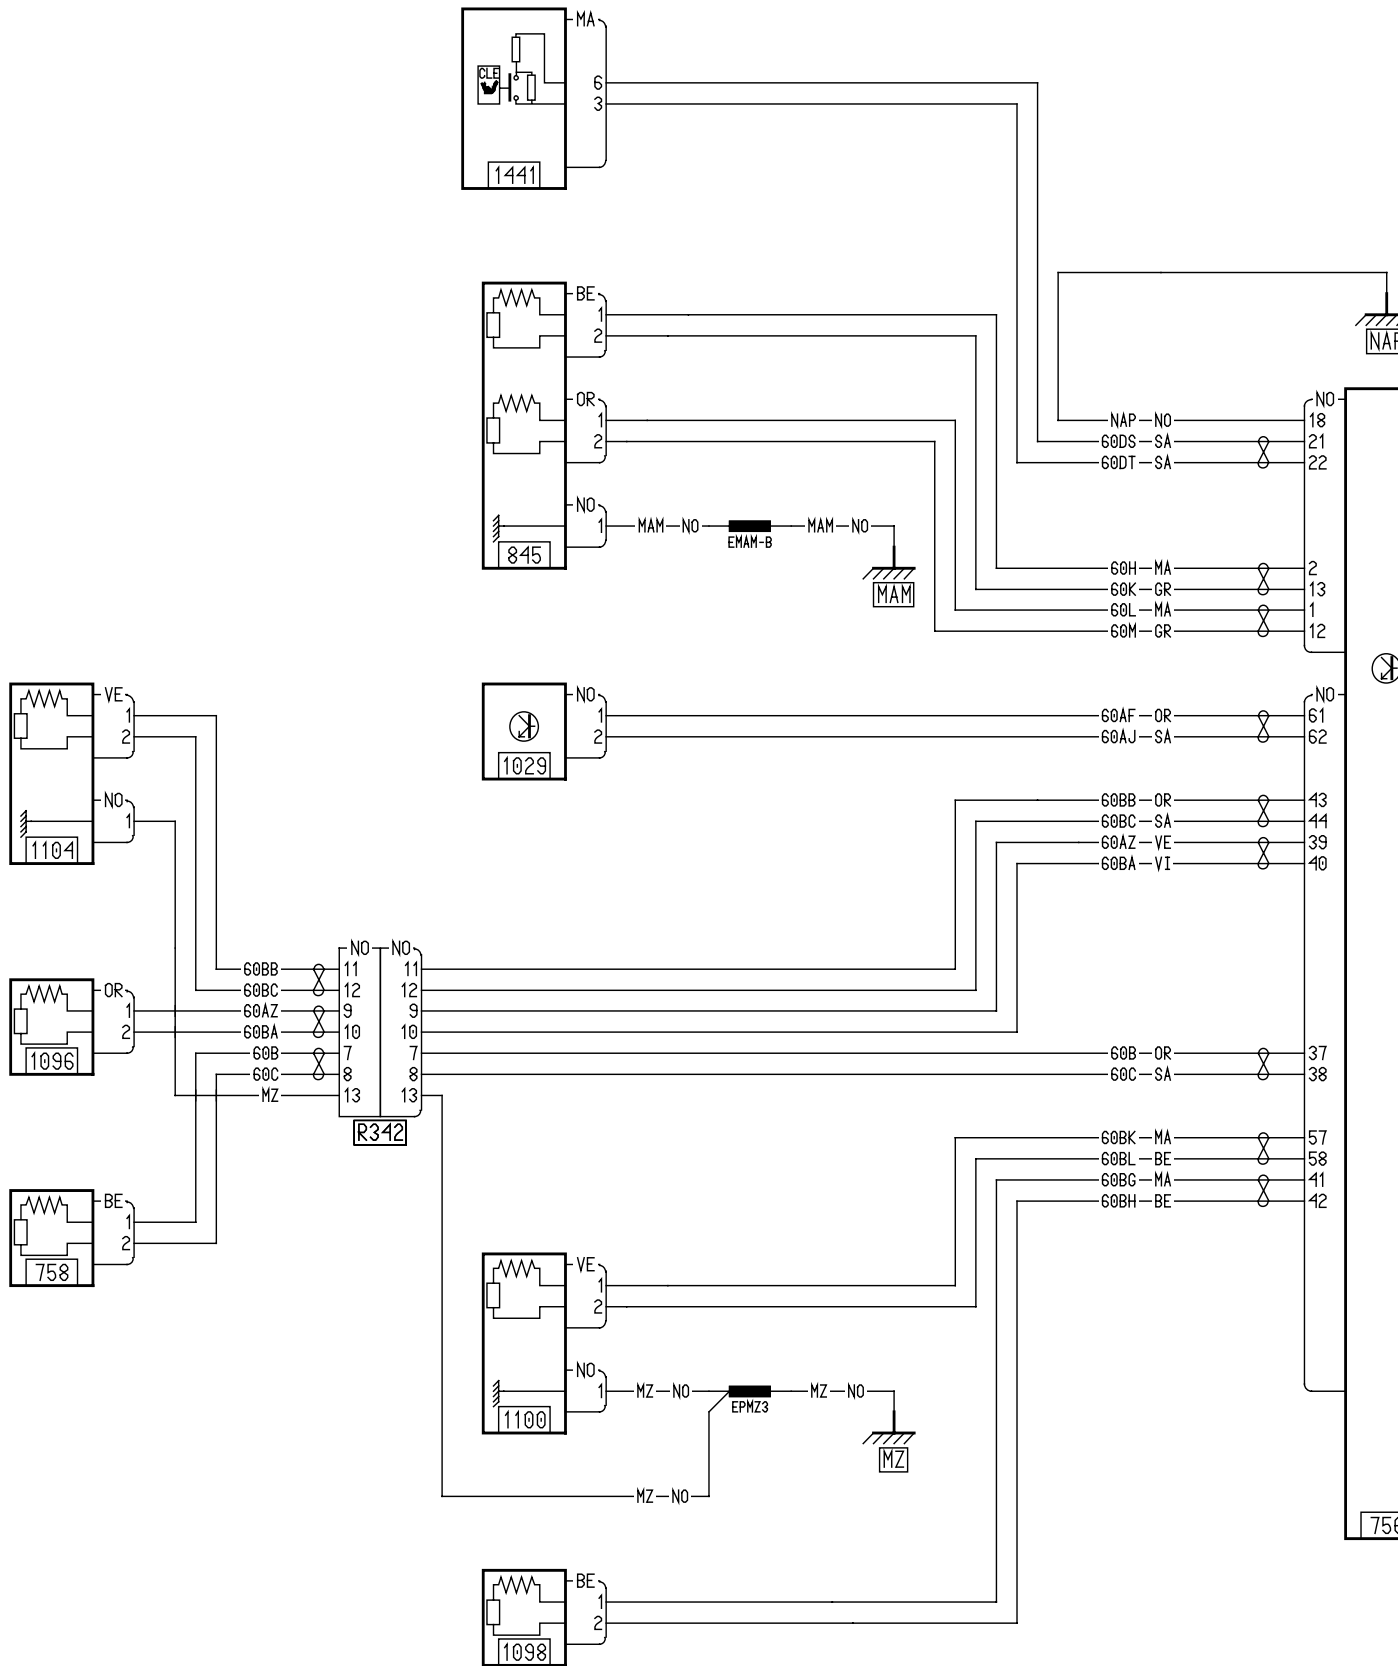 MA
CLE
6
3
1441
BE
1
2
OR
1
2
NO
1
MAM NO
EMAM-B
MAM NO
845
MAM
NO
NAP NO 18
60DS SA 21
60DT SA 22
60H MA 2
60K GR 13
60L MA 1
60M GR 12
VE
1
2
NO
1
1104
NO
1
2
1029
NO
60AF OR 61
60AJ SA 62
60BB OR 43
60BC SA 44
60AZ VE 39
60BA VI 40
NO NO
60BB 11 11
60BC 12 12
OR
1 60AZ 9 9
2 60BA 10 10
1096
60B 7 7 60B OR 37
60C 8 8 60C SA 38
MZ 13 13
R342
60BK MA 57
60BL BE 58
60BG MA 41
60BH BE 42
BE
1
2
758
VE
1
2
NO
1
MZ NO
EPMZ3
MZ NO
1100
MZ
MZ NO
BE
1
2
1098